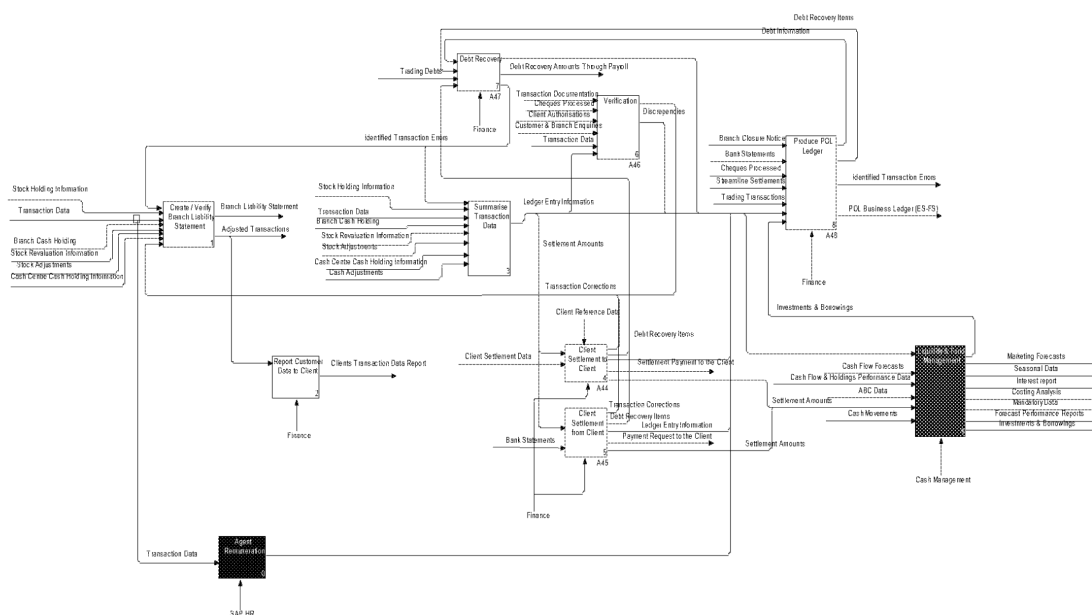 Debt Recovery Items
Debt Information
Debt Recovery
7
A47
Trading Debts
Debt Recovery Amounts Through Payroll
Finance
Transaction Documentation
Cheques Processed
Client Authorisations
Customer & Branch Enquiries
Transaction Data
Verification
6
A46
Discrepencies
Identified Transaction Errors
Branch Closure Notice
Bank Statements
Cheques Processed
Streamline Settlements
Trading Transactions
Produce POL
Ledger
8
A48
Identified Transaction Errors
POL Business Ledger (ES-FS)
Finance
Stock Holding Information
Transaction Data
Branch Cash Holding
Stock Revaluation Information
Stock Adjustments
Cash Centre Cash Holding Information
Create / Verify
Branch Liability
Statement
1
Branch Liability Statement
Adjusted Transactions
Stock Holding Information
Transaction Data
Branch Cash Holding
Stock Revaluation Information
Stock Adjustments
Cash Centre Cash Holding Information
Cash Adjustments
Summarise
Transaction
Data
3
Ledger Entry Information
Settlement Amounts
Transaction Corrections
Client Reference Data
Debt Recovery Items
Report Customer
Data to Client
2
Clients Transaction Data Report
Finance
Client Settlement Data
Client
Settlement to
Client
4
A44
Settlement Payment to the Client
Transaction Corrections
Debt Recovery Items
Client
Settlement
from Client
5
A45
Ledger Entry Information
Payment Request to the Client
Settlement Amounts
Bank Statements
Finance
Investments & Borrowings
Cash Flow Forecasts
Cash Flow & Holdings Performance Data
ABC Data
Settlement Amounts
Cash Movements
Liquidity & Fund
Management
Marketing Forecasts
Seasonal Data
Interest report
Costing Analysis
Mandatory Data
Forecast Performance Reports
Investments & Borrowings
Cash Management
Transaction Data
Agent
Remuneration
SAP HR